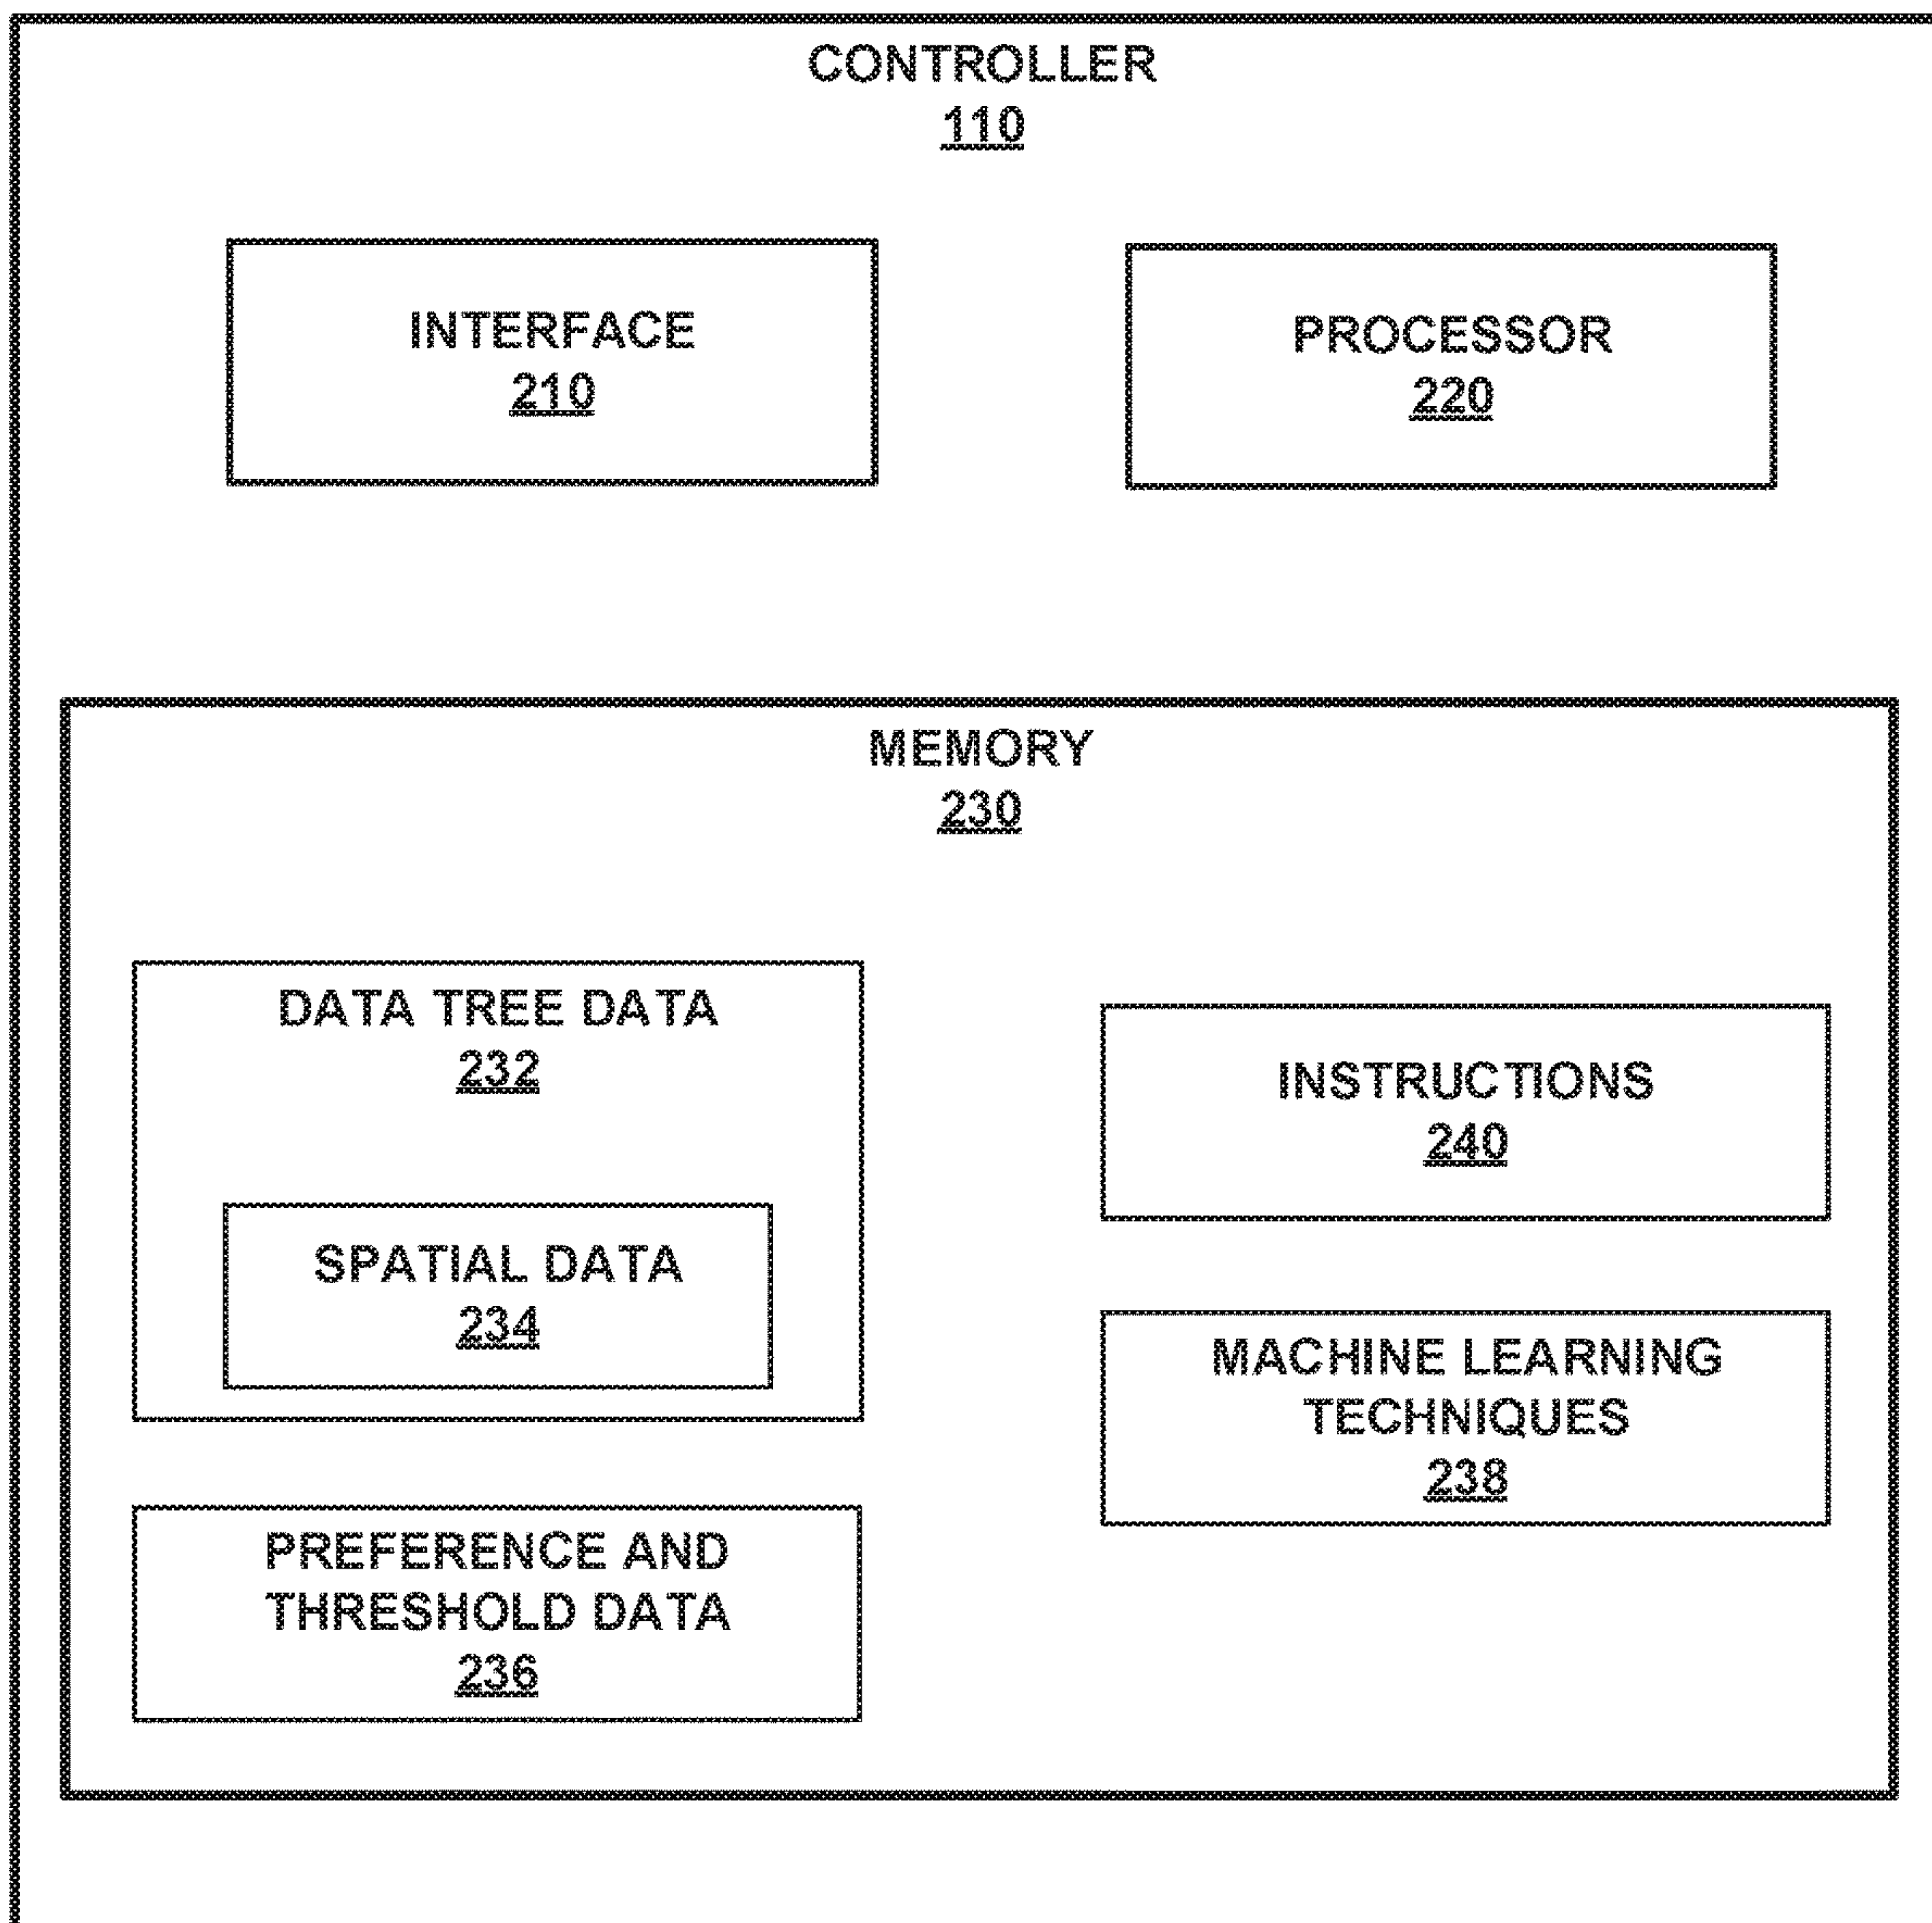 CONTROLLER
110
INTERFACE
210
PROCESSOR
220
MEMORY
230
DATA TREE DATA
232
SPATIAL DATA
234
PREFERENCE AND
THRESHOLD DATA
236
INSTRUCTIONS
240
MACHINE LEARNING
TECHNIQUES
238